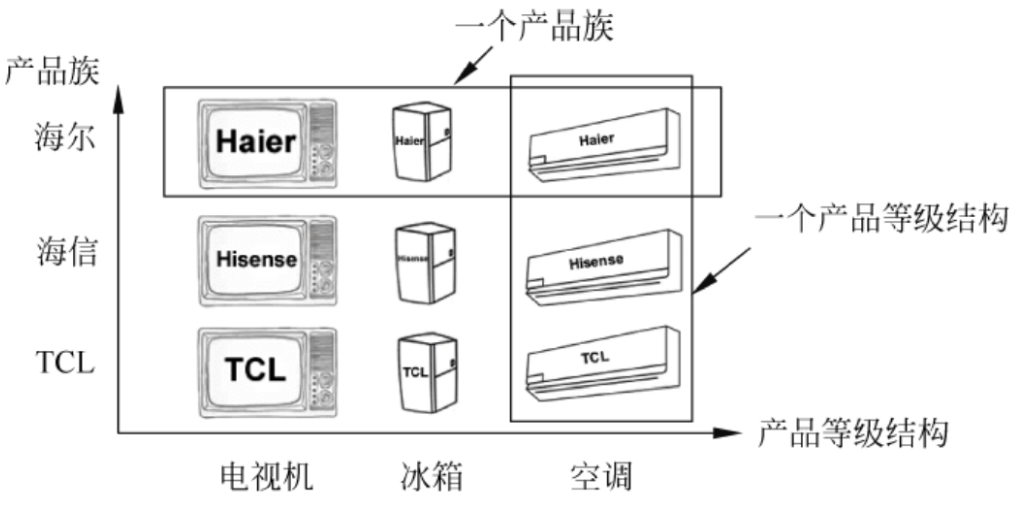 一个产品族
产品族
海尔
Haier
Haier
Haier
一个产品等级结构
海信
Hisense
Hisense
Hisense
TCL
TCL
TCL
TCL
产品等级结构
电视机
冰箱
空调